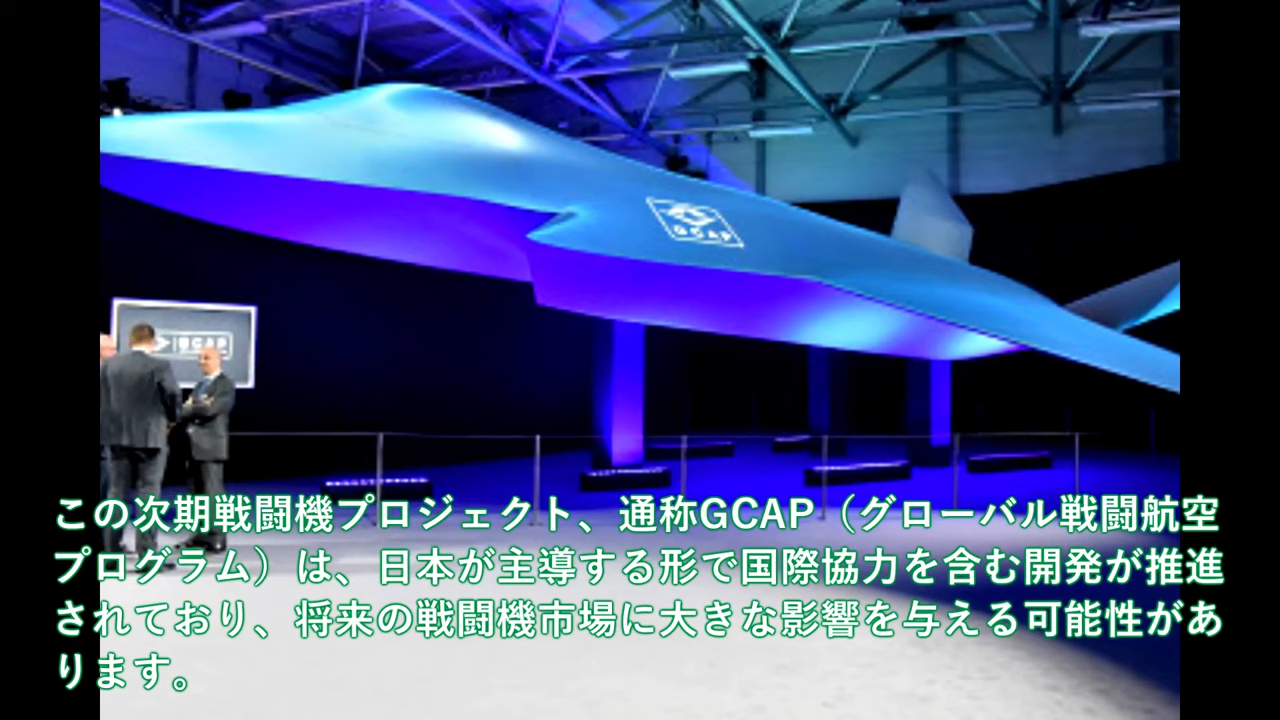 GCAP
GCAP
この次期戦闘機プロジェクト、通称GCAP（グローバル戦闘航空
プログラム）は、日本が主導する形で国際協力を含む開発が推進
されており、将来の戦闘機市場に大きな影響を与える可能性があ
ります。